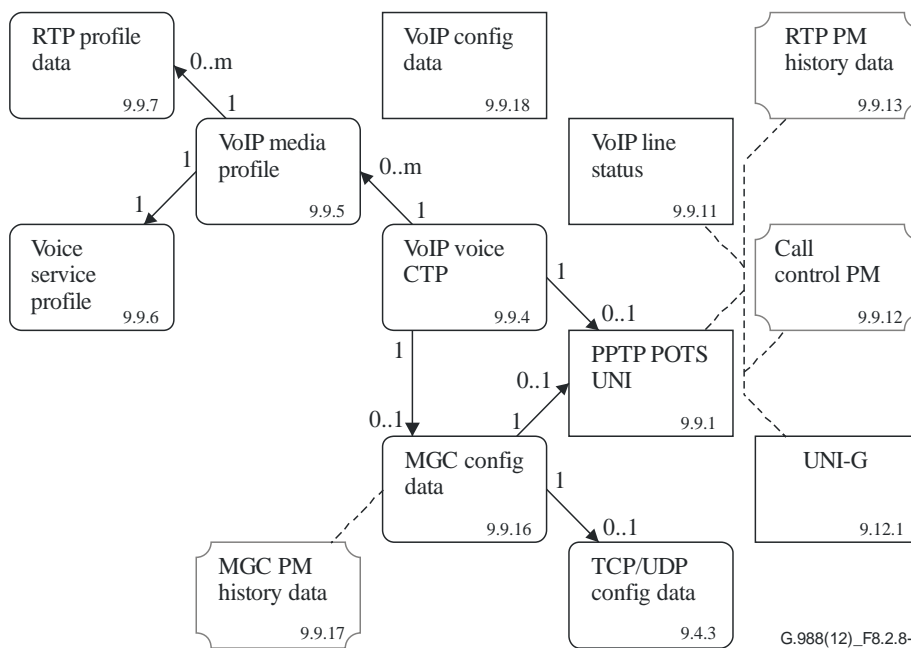 RTP profile
data
9.9.7
VoIP config
data
9.9.18
RTP PM
history data
9.9.13
0..m
1
VoIP media
profile
9.9.5
VoIP line
status
9.9.11
1
1
0..m
1
Voice
service
profile
9.9.6
VoIP voice
CTP
9.9.4
Call
control PM
9.9.12
1
0..1
1
0..1
PPTP POTS
UNI
9.9.1
0..1
1
MGC config
data
9.9.16
UNI-G
9.12.1
1
0..1
MGC PM
history data
9.9.17
TCP/UDP
config data
9.4.3
G.988(12)_F8.2.8-